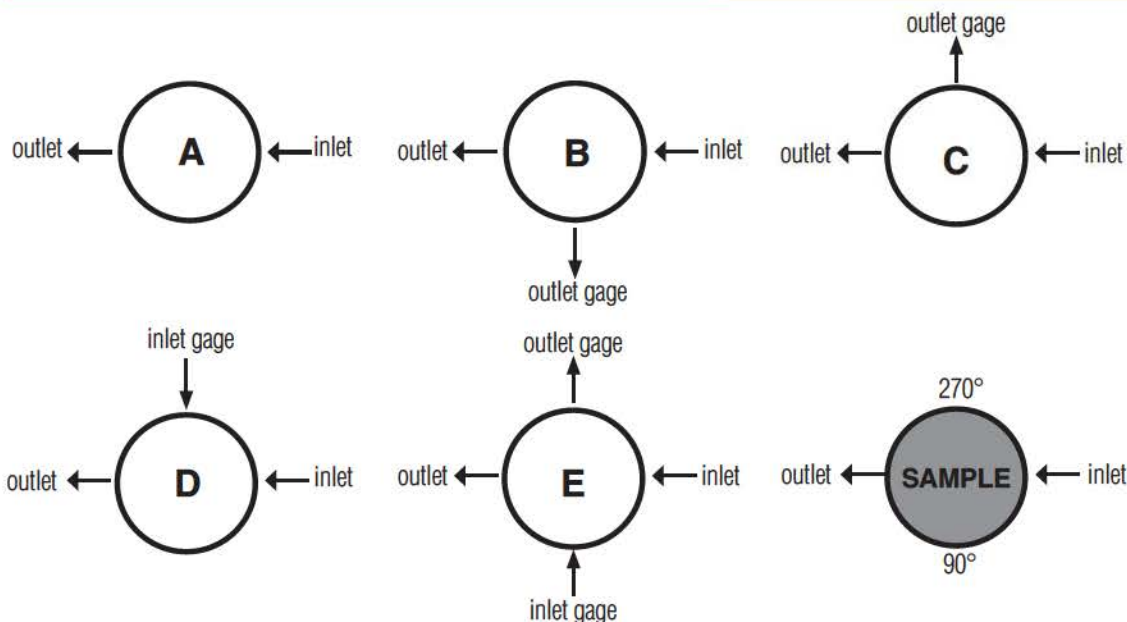 outlet A inlet
outlet B inlet
outlet gage
outlet gage
outlet C inlet
inlet gage
outlet D inlet
outlet gage
outlet E inlet
inlet gage
270°
outlet SAMPLE inlet
90°